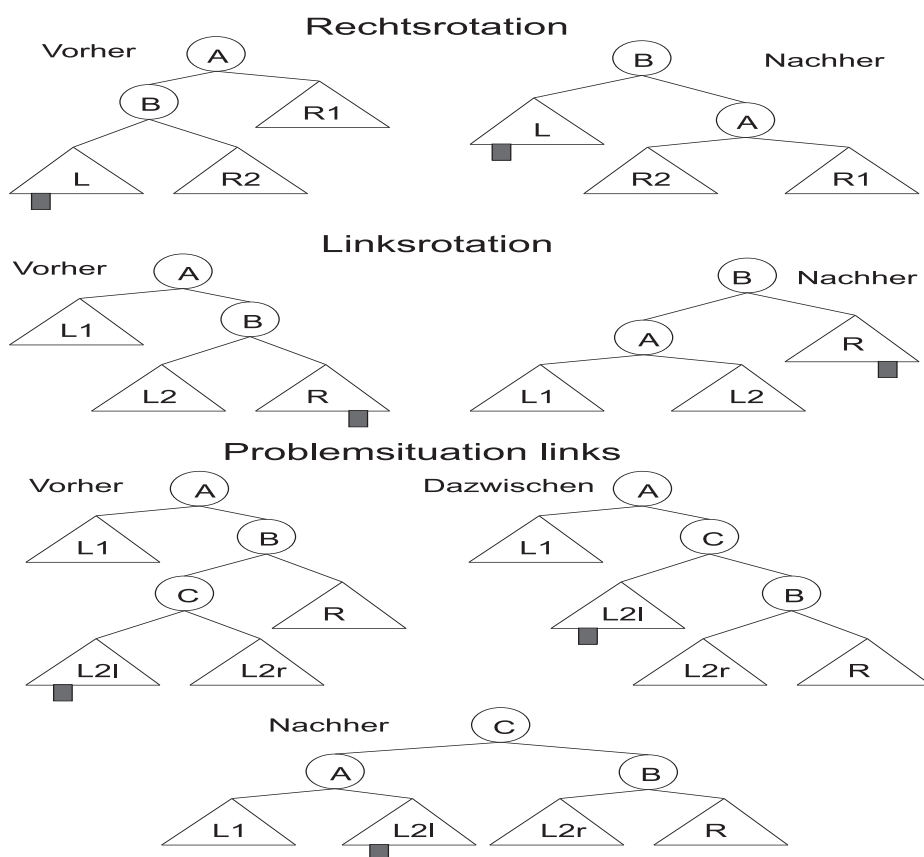 Rechtsrotation
Vorher A B Nachher
B R1 L A
L R2 R2 R1
Linksrotation
Vorher A B Nachher
L1 B A R
L2 R L1 L2
Problemsituation links
Vorher A Dazwischen A
L1 B L1 C
C R L2l B
L2l L2r L2r R
Nachher C
A B
L1 L2l L2r R